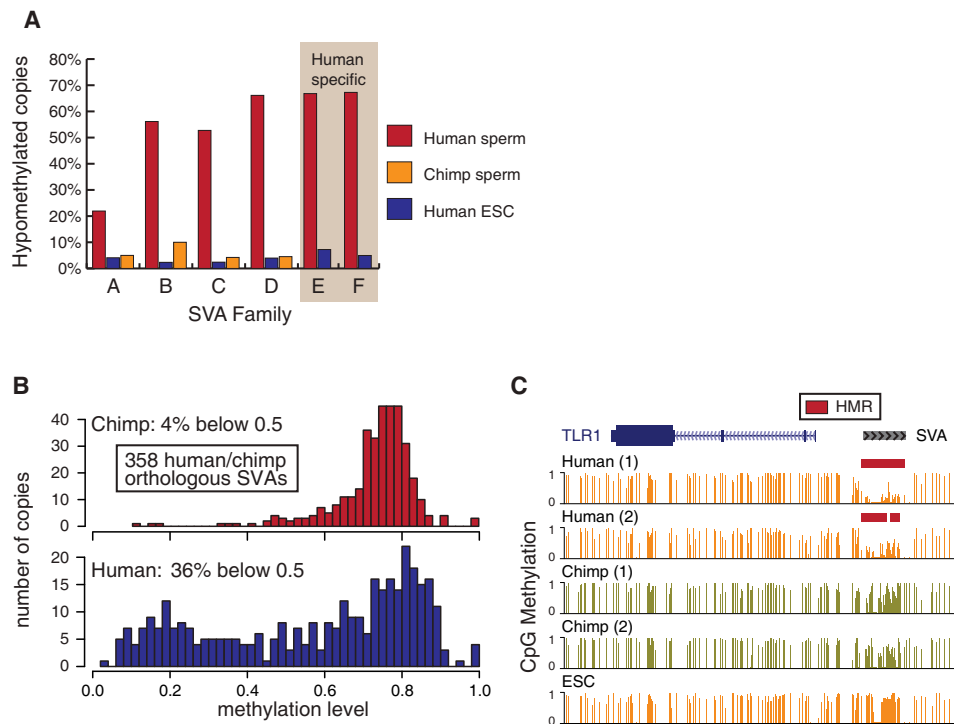 A
Hypomethylated copies
80%
70%
60%
50%
40%
30%
20%
10%
0%
Human
specific
A B C D E F
SVA Family
Human sperm
Chimp sperm
Human ESC
B
number of copies
40
30
20
10
0
Chimp: 4% below 0.5
358 human/chimp
orthologous SVAs
20
15
10
5
0
Human: 36% below 0.5
0.0 0.2 0.4 0.6 0.8 1.0
methylation level
C
HMR
TLR1
SVA
CpG Methylation
Human (1)
1
0
Human (2)
1
0
Chimp (1)
1
0
Chimp (2)
1
0
ESC
1
0